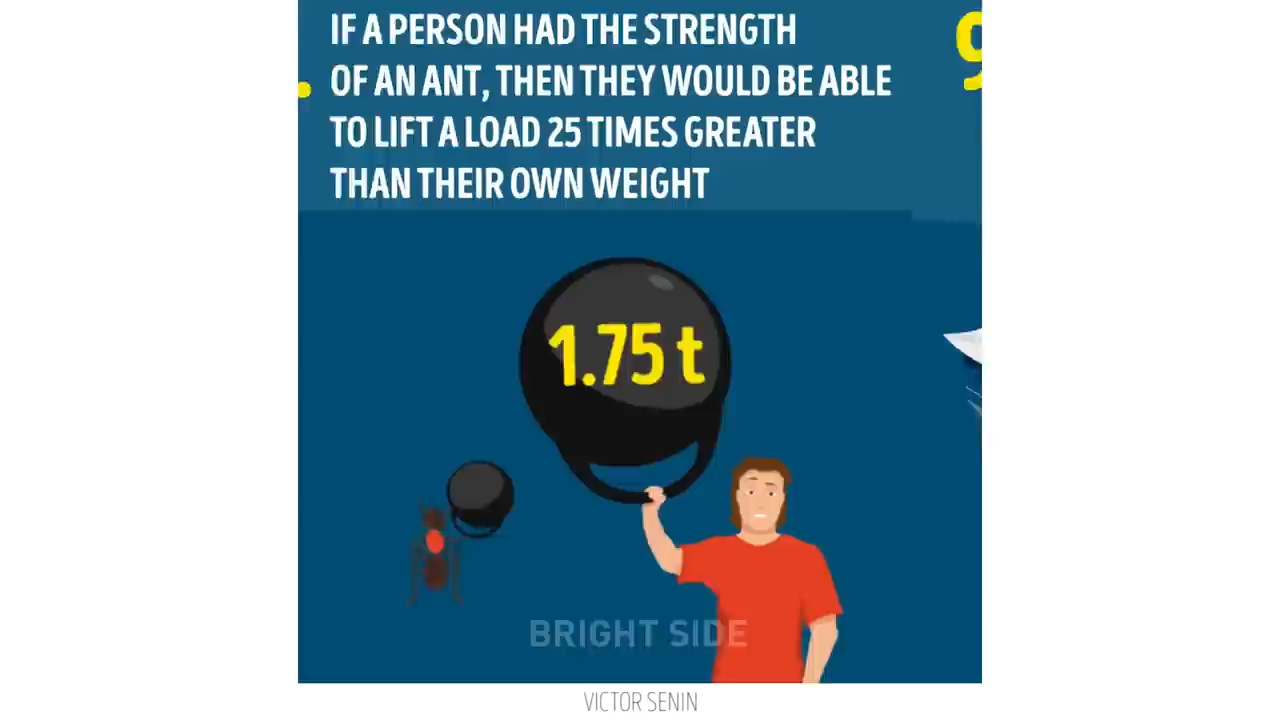 IF A PERSON HAD THE STRENGTH
OF AN ANT, THEN THEY WOULD BE ABLE
TO LIFT A LOAD 25 TIMES GREATER
THAN THEIR OWN WEIGHT
1.75 t
BRIGHT SIDE
VICTOR SENIN